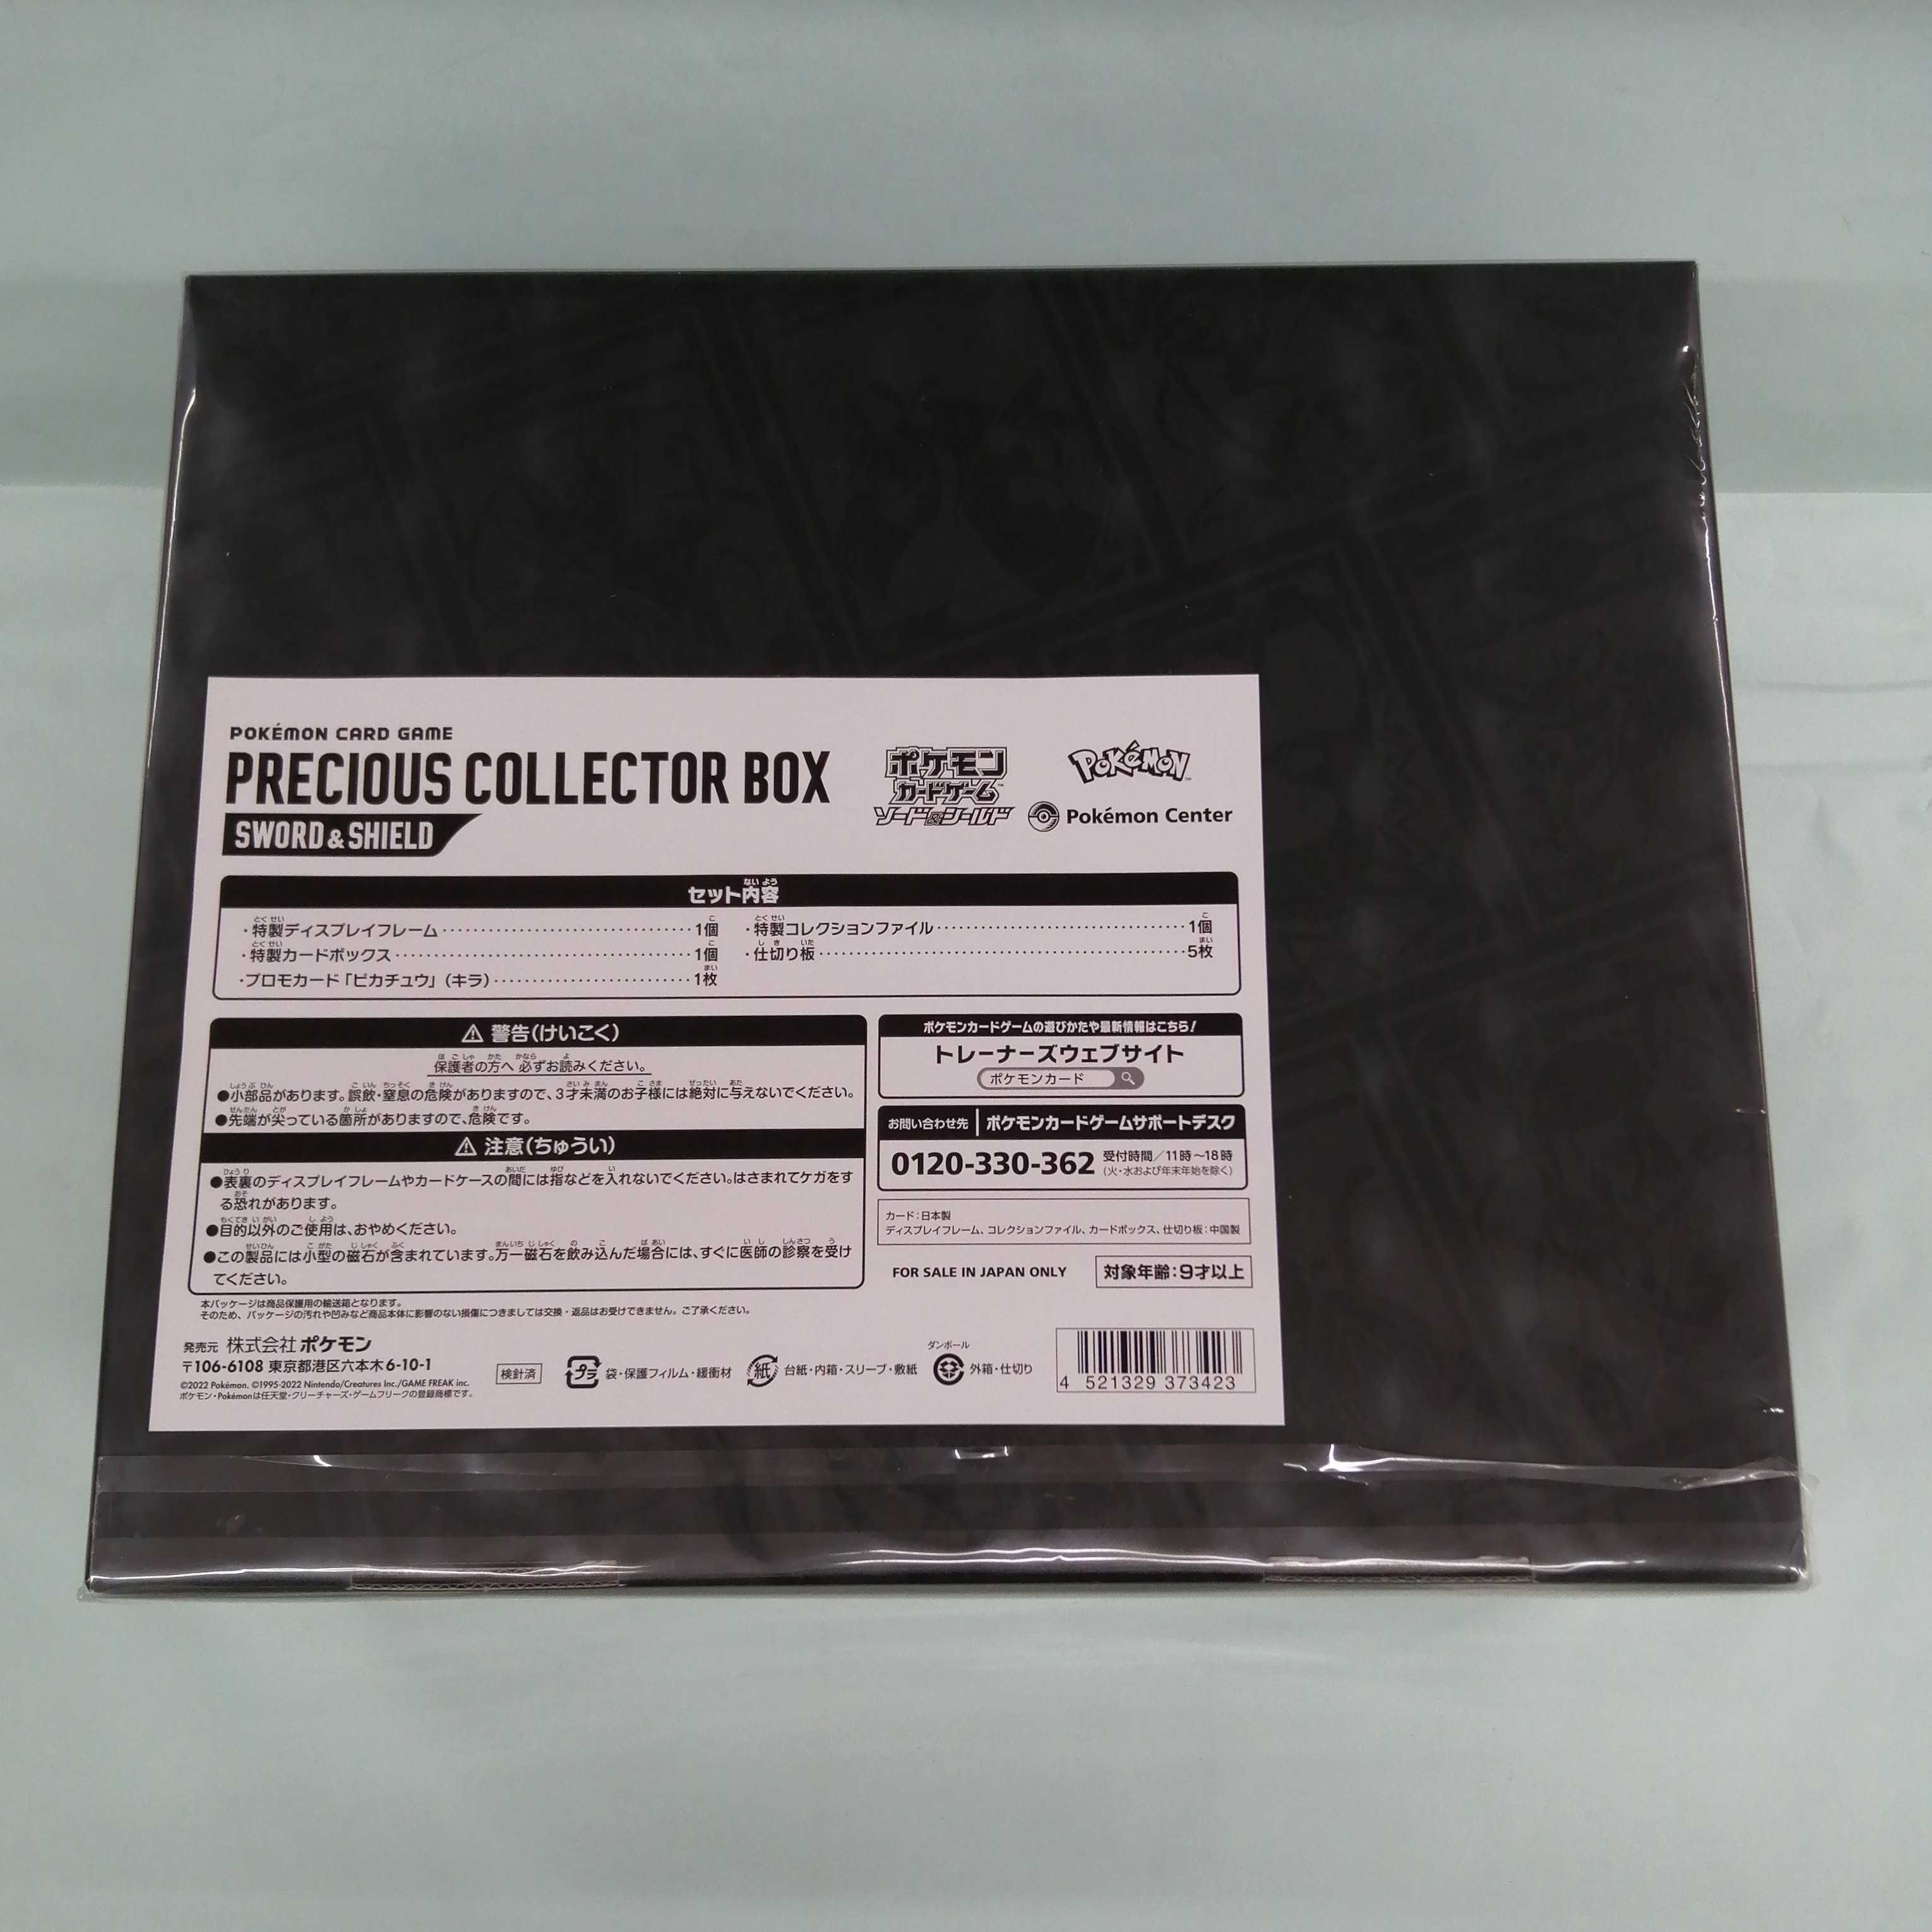 POKÉMON CARD GAME
PRECIOUS COLLECTOR BOX
SWORD & SHIELD
ポケモン
カードゲーム
ソード&シールド
Pokémon
Pokémon Center
セット内容
・特製ディスプレイフレーム 1個
・特製カードボックス 1個
・プロモカード「ピカチュウ」(キラ) 1枚
・特製コレクションファイル 1個
・仕切り板 5枚
⚠ 警告(けいこく)
保護者の方へ 必ずお読みください。
●小部品があります。誤飲・窒息の危険がありますので、3才未満のお子様には絶対に与えないでください。
●先端が尖っている箇所がありますので、危険です。
⚠ 注意(ちゅうい)
●表裏のディスプレイフレームやカードケースの間には指などを入れないでください。はさまれてケガをす
る恐れがあります。
●目的以外のご使用は、おやめください。
●この製品には小型の磁石が含まれています。万一磁石を飲み込んだ場合には、すぐに医師の診察を受け
てください。
ポケモンカードゲームの遊びかたや最新情報はこちら!
トレーナーズウェブサイト
ポケモンカード
お問い合わせ先 ポケモンカードゲームサポートデスク
0120-330-362 受付時間/11時~18時
(火・水および年末年始を除く)
カード:日本製
ディスプレイフレーム、コレクションファイル、カードボックス、仕切り板:中国製
FOR SALE IN JAPAN ONLY 対象年齢:9才以上
本パッケージは商品保護用の輸送箱となります。
そのため、パッケージの汚れや凹みなど商品本体に影響のない損傷につきましては交換・返品はお受けできません。ご了承ください。
発売元 株式会社ポケモン
〒106-6108 東京都港区六本木6-10-1
©2022 Pokémon. ©1995-2022 Nintendo/Creatures Inc./GAME FREAK inc.
ポケモン・Pokémonは任天堂・クリーチャーズ・ゲームフリークの登録商標です。
検針済
プラ 袋・保護フィルム・緩衝材
紙 台紙・内箱・スリーブ・敷紙
ダンボール
外箱・仕切り
4 521329 373423